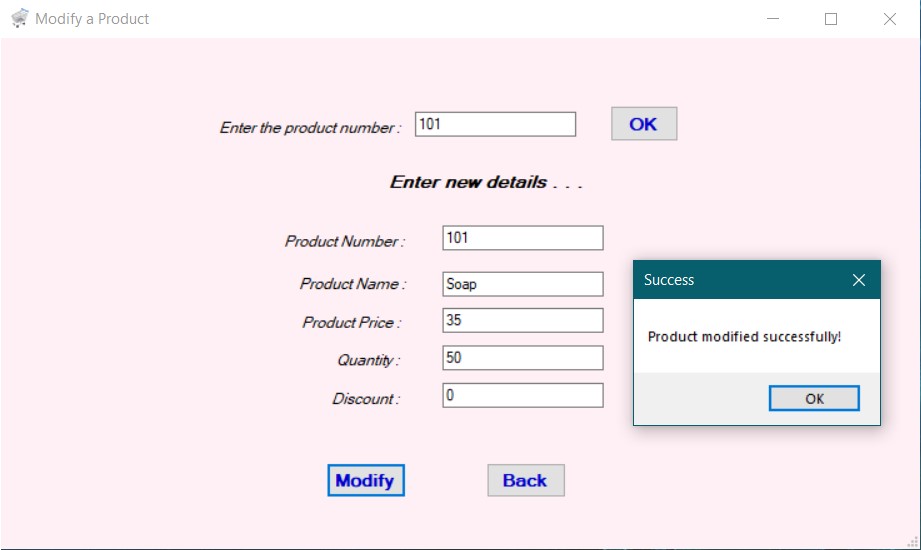 Modify a Product
Enter the product number : 101 OK
Enter new details . . .
Product Number : 101
Product Name : Soap
Product Price : 35
Quantity : 50
Discount : 0
Modify Back
Success
Product modified successfully!
OK